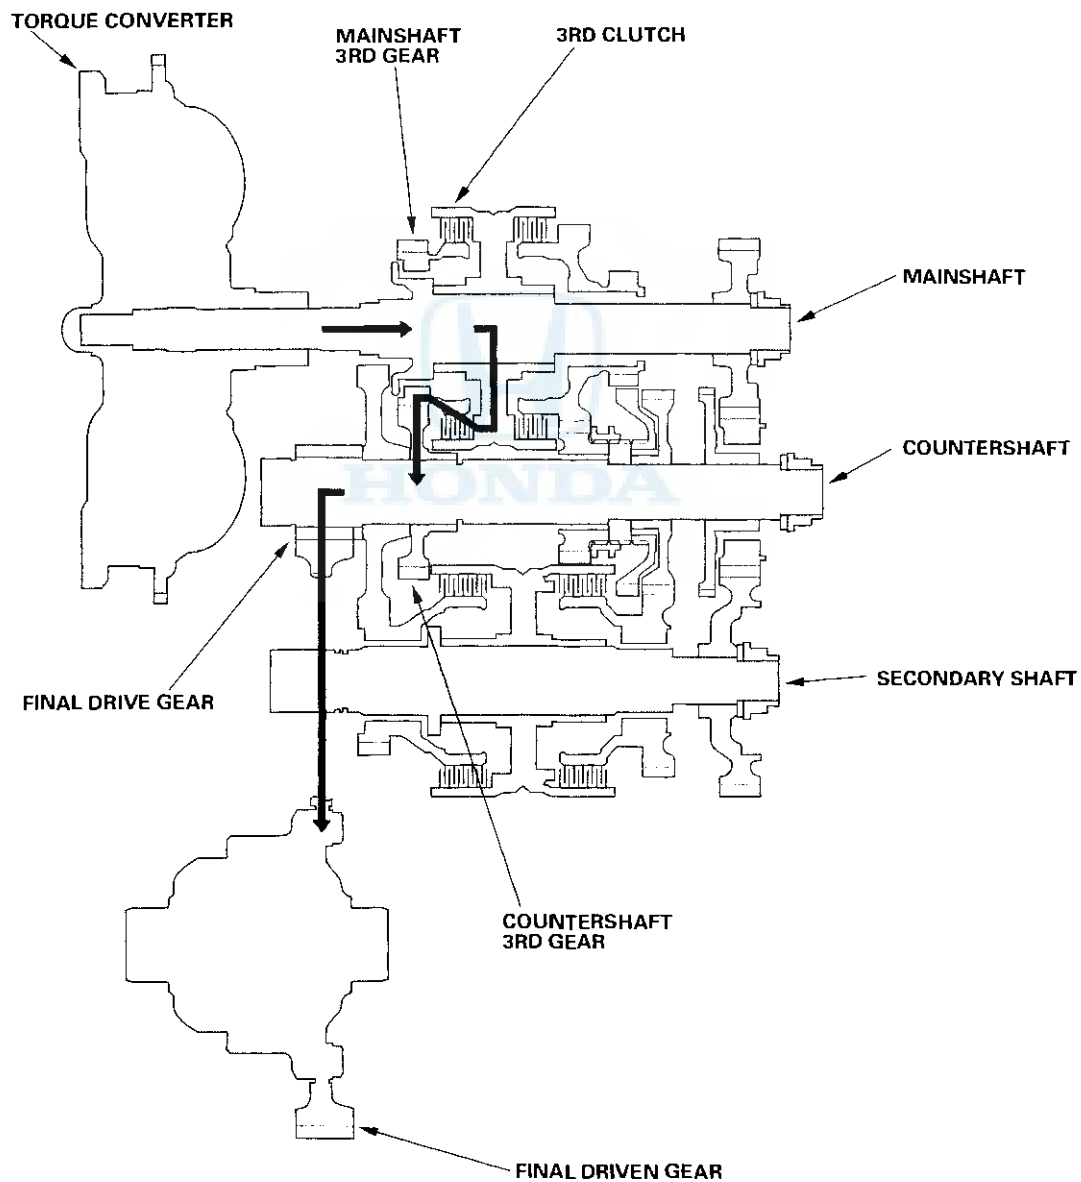 TORQUE CONVERTER
MAINSHAFT
3RD GEAR
3RD CLUTCH
MAINSHAFT
HONDA
COUNTERSHAFT
FINAL DRIVE GEAR
SECONDARY SHAFT
COUNTERSHAFT
3RD GEAR
FINAL DRIVEN GEAR